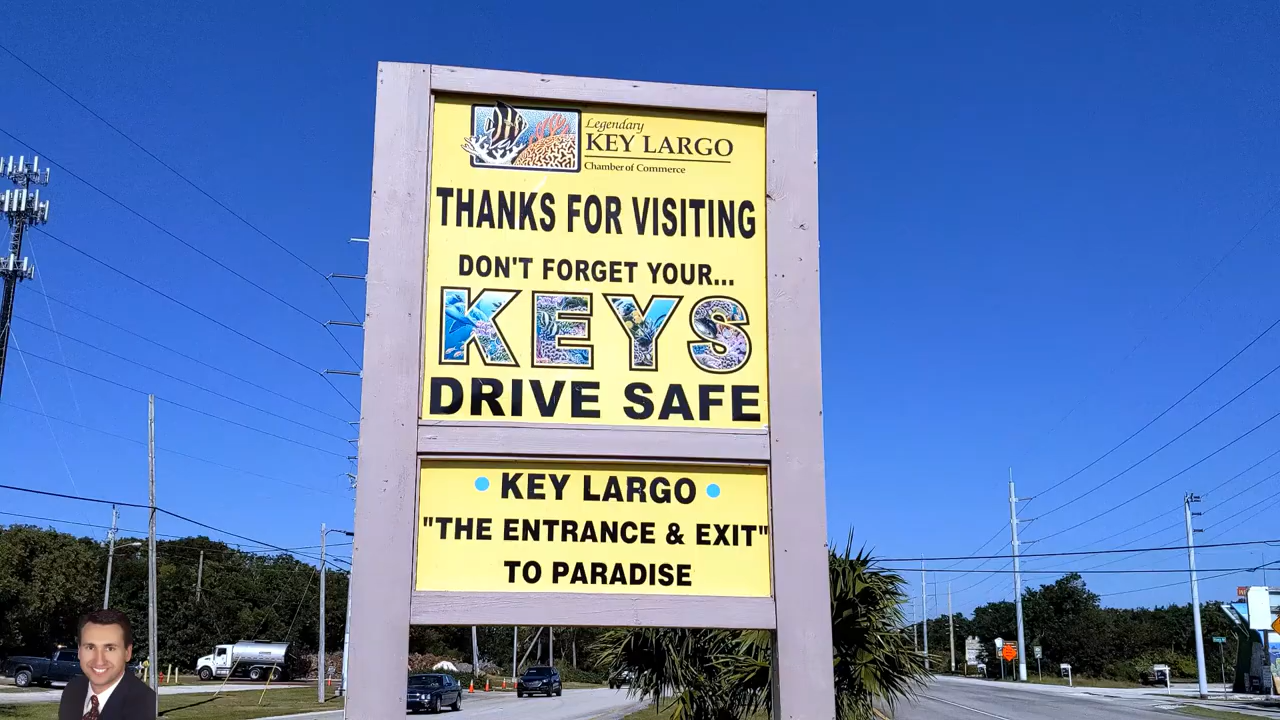 Legendary
KEY LARGO
Chamber of Commerce
THANKS FOR VISITING
DON'T FORGET YOUR...
KEYS
DRIVE SAFE
KEY LARGO
"THE ENTRANCE & EXIT"
TO PARADISE